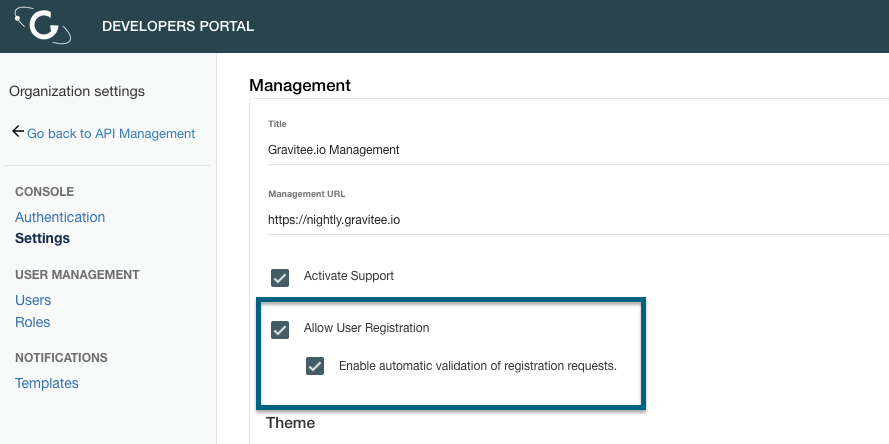 DEVELOPERS PORTAL
Organization settings
Go back to API Management
CONSOLE
Authentication
Settings
USER MANAGEMENT
Users
Roles
NOTIFICATIONS
Templates
Management
Title
Gravitee.io Management
Management URL
https://nightly.gravitee.io
Activate Support
Allow User Registration
Enable automatic validation of registration requests.
Theme